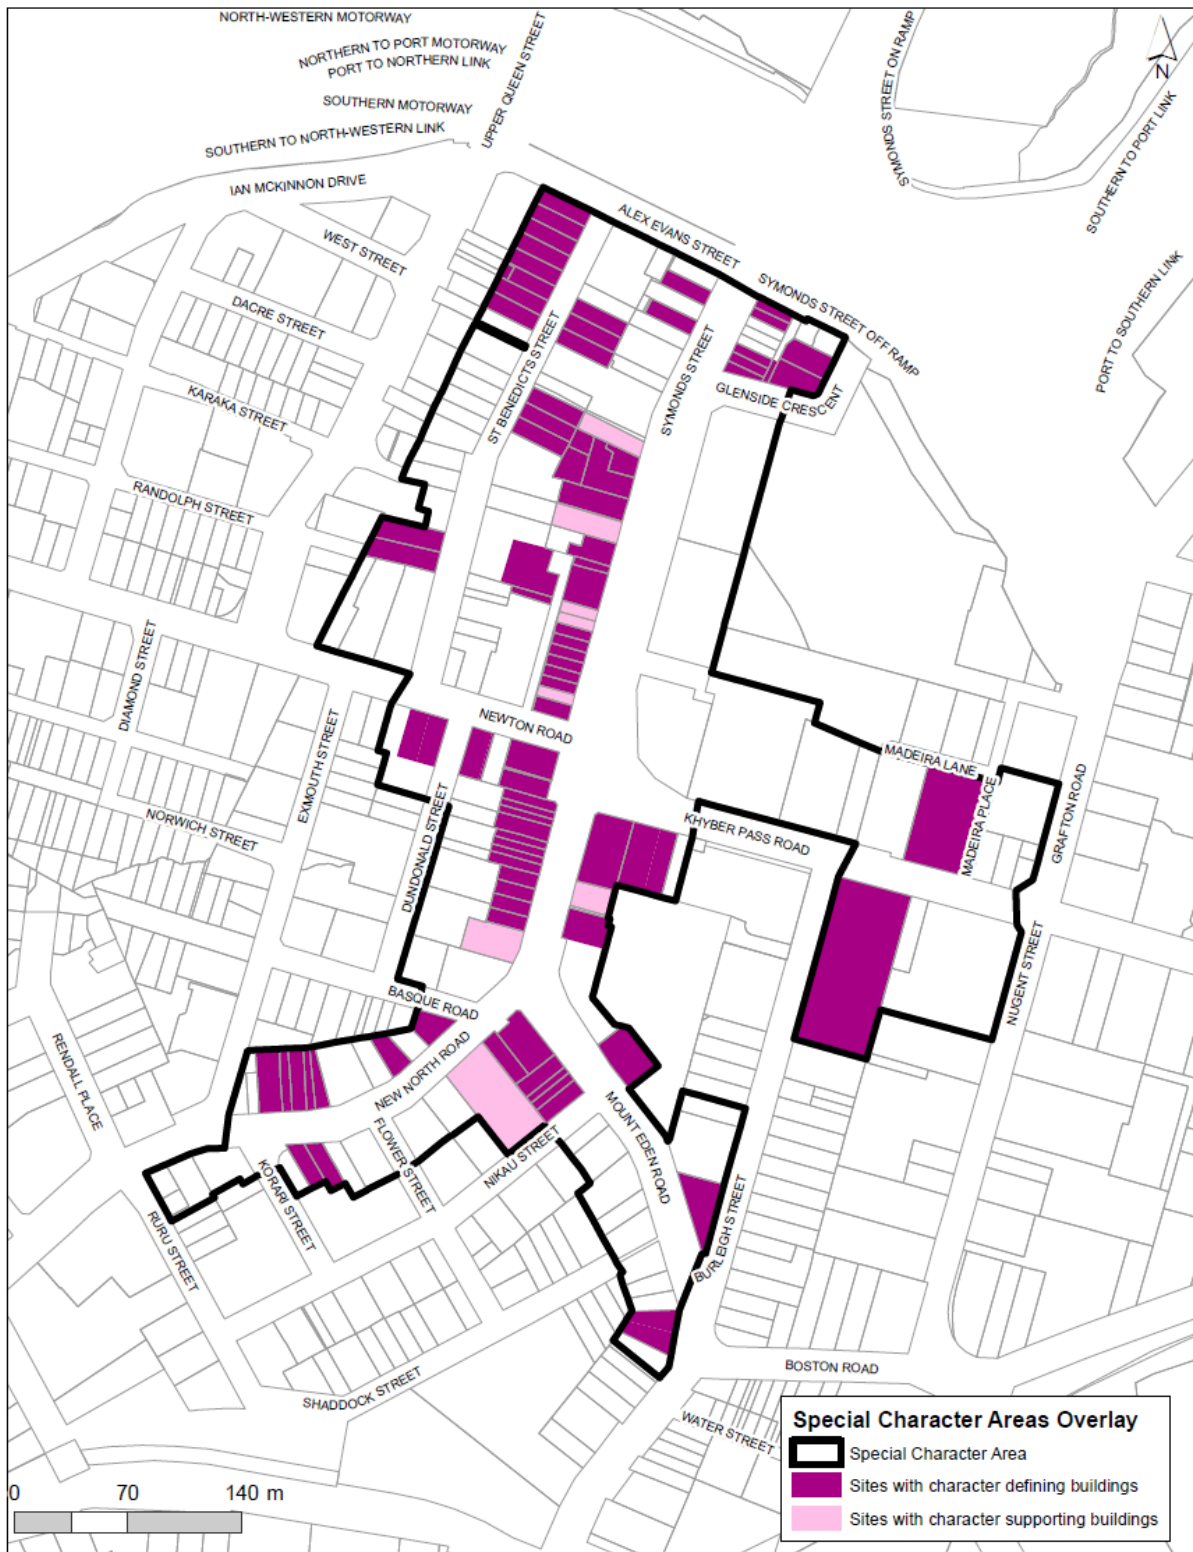 NORTH-WESTERN MOTORWAY
NORTHERN TO PORT MOTORWAY
PORT TO NORTHERN LINK
SOUTHERN MOTORWAY
SOUTHERN TO NORTH-WESTERN LINK
IAN MCKINNON DRIVE
UPPER QUEEN STREET
SYMONDS STREET ON RAMP
N
SOUTHERN TO PORT LINK
PORT TO SOUTHERN LINK
WEST STREET
ALEX EVANS STREET
SYMONDS STREET OFF RAMP
DACRE STREET
ST BENEDICTS STREET
SYMONDS STREET
GLENSIDE CRESCENT
KARAKA STREET
RANDOLPH STREET
DIAMOND STREET
EXMOUTH STREET
NEWTON ROAD
NORWICH STREET
DUNDONALD STREET
KHYBER PASS ROAD
MADEIRA LANE
MADEIRA PLACE
GRAFTON ROAD
NUGENT STREET
BASQUE ROAD
RENDALL PLACE
NEW NORTH ROAD
FLOWER STREET
NIKAU STREET
MOUNT EDEN ROAD
KORARI STREET
RURU STREET
BURLEIGH STREET
SHADDOCK STREET
BOSTON ROAD
WATER STREET
Special Character Areas Overlay
Special Character Area
Sites with character defining buildings
Sites with character supporting buildings
0 70 140 m